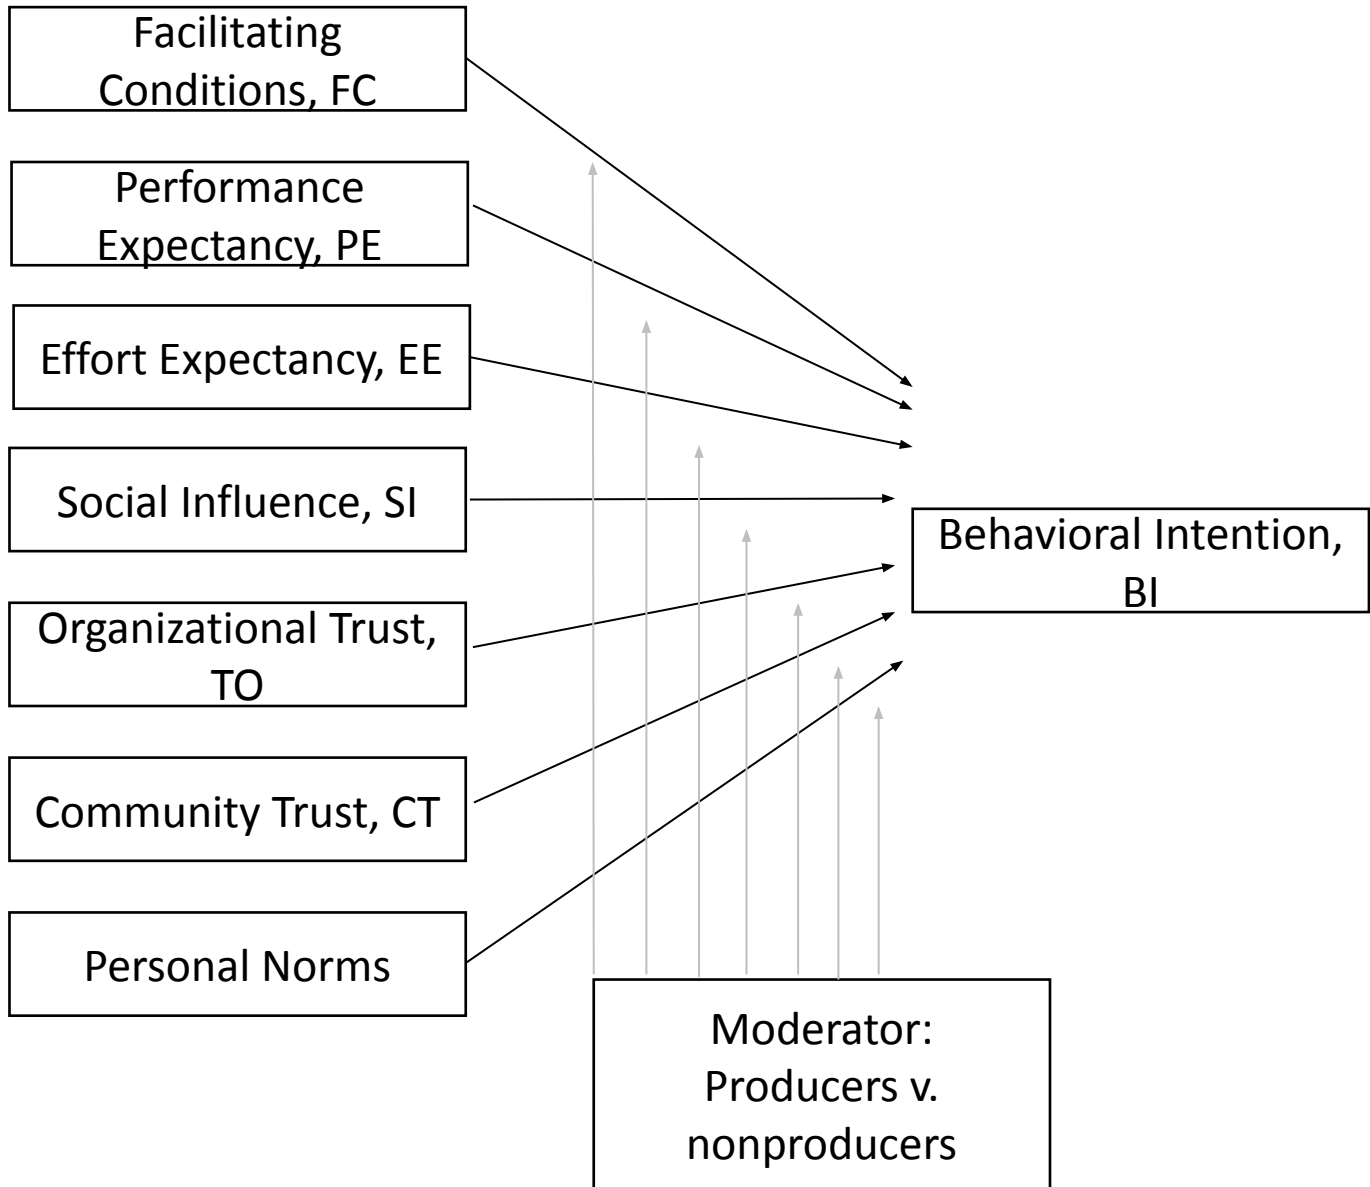 Facilitating
Conditions, FC
Performance
Expectancy, PE
Effort Expectancy, EE
Social Influence, SI
Organizational Trust,
TO
Community Trust, CT
Personal Norms
Behavioral Intention,
BI
Moderator:
Producers v.
nonproducers